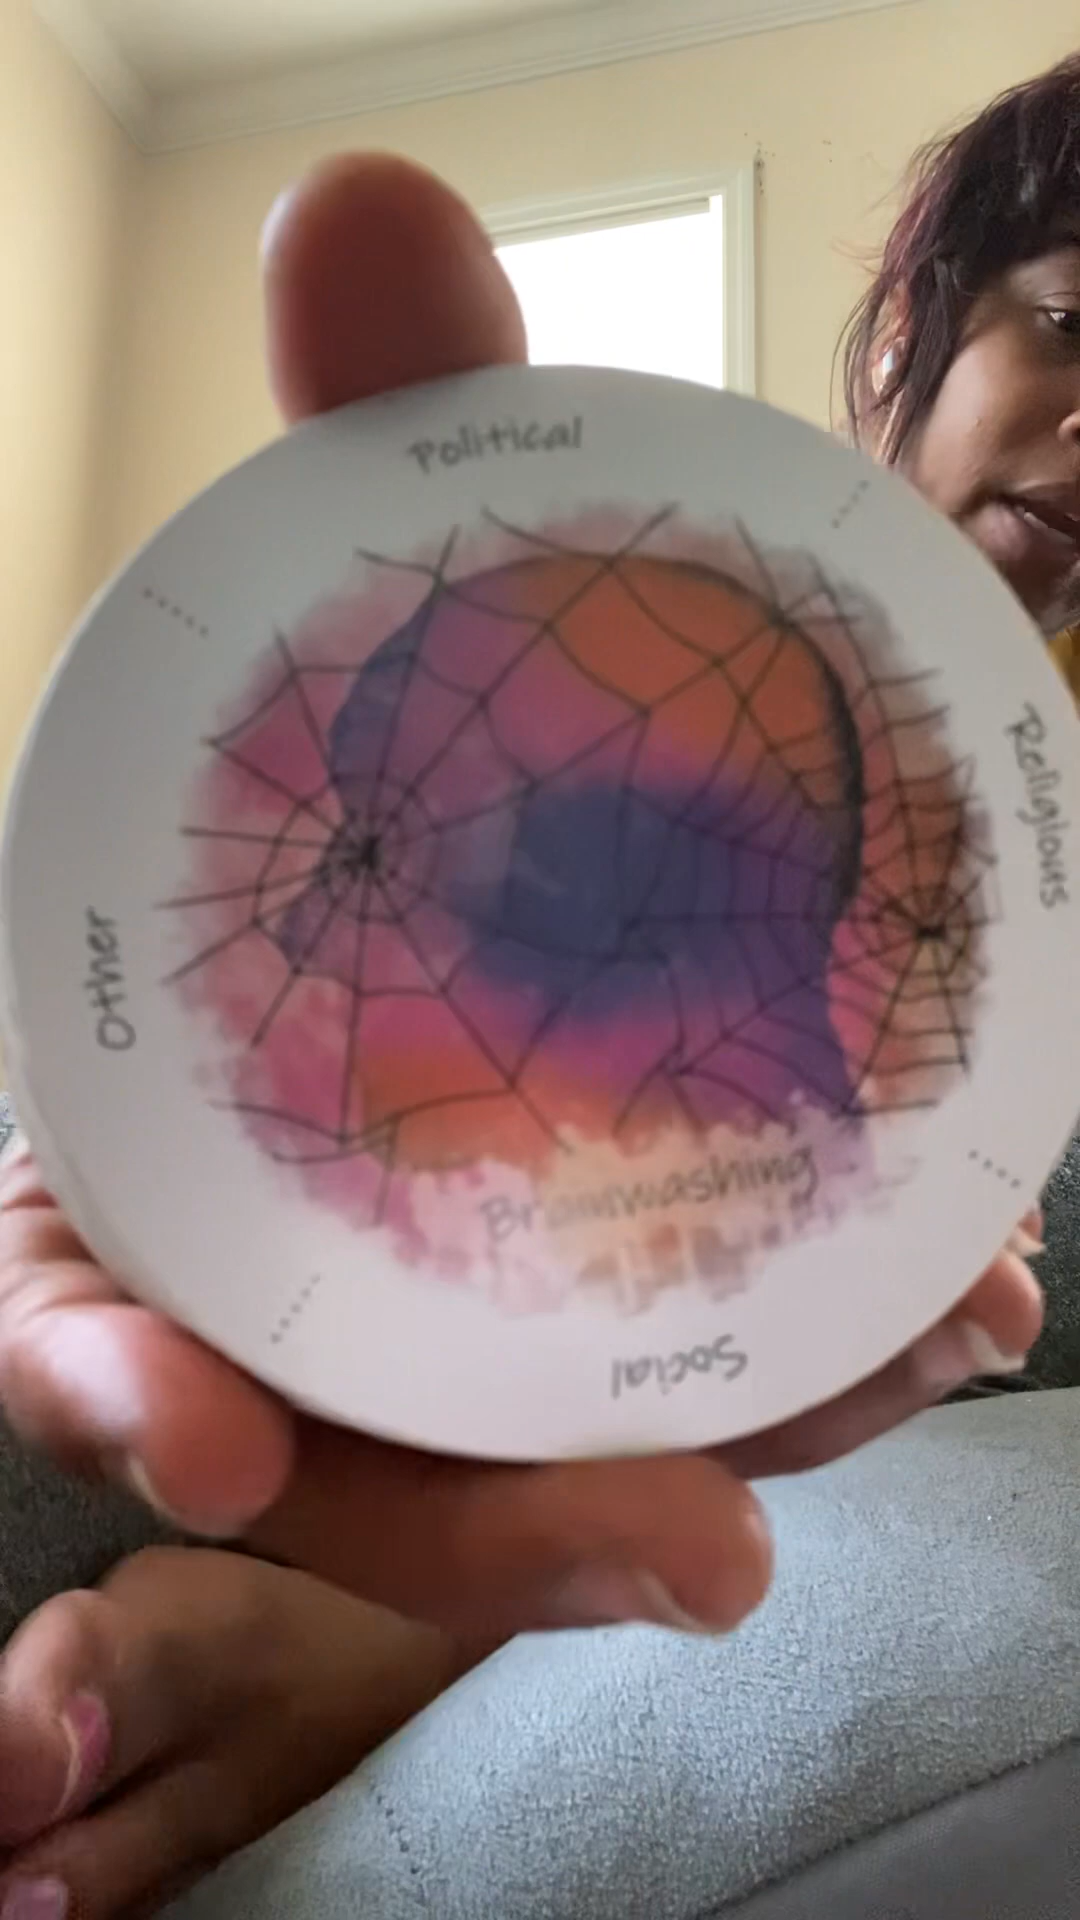 Political
Religious
Other
Brainwashing
Social